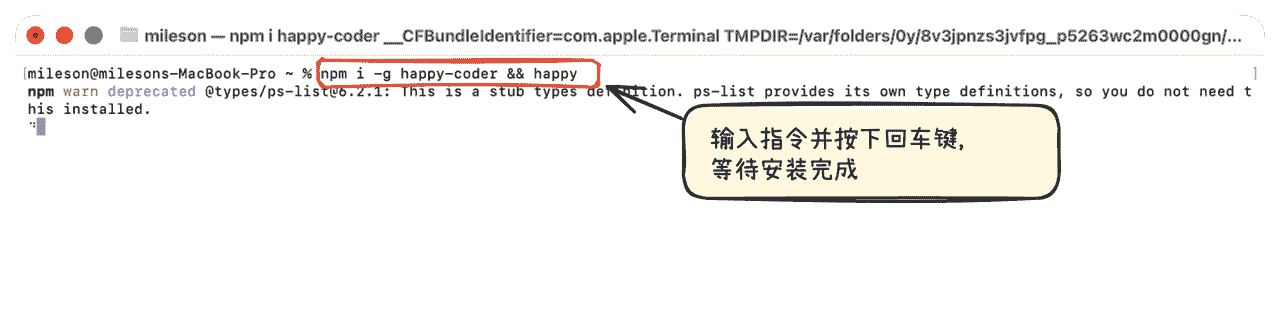 mileson — npm i happy-coder __CFBundleIdentifier=com.apple.Terminal TMPDIR=/var/folders/0y/8v3jpnzs3jvfpg_p5263wc2m0000gn/...
[mileson@milesons-MacBook-Pro ~ % npm i -g happy-coder && happy ]
npm warn deprecated @types/ps-list@6.2.1: This is a stub types definition. ps-list provides its own type definitions, so you do not need t
his installed.
输入指令并按下回车键,
等待安装完成